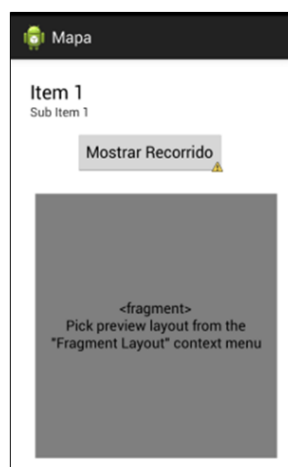 Mapa
Item 1
Sub Item 1
Mostrar Recorrido
<fragment>
Pick preview layout from the
"Fragment Layout" context menu